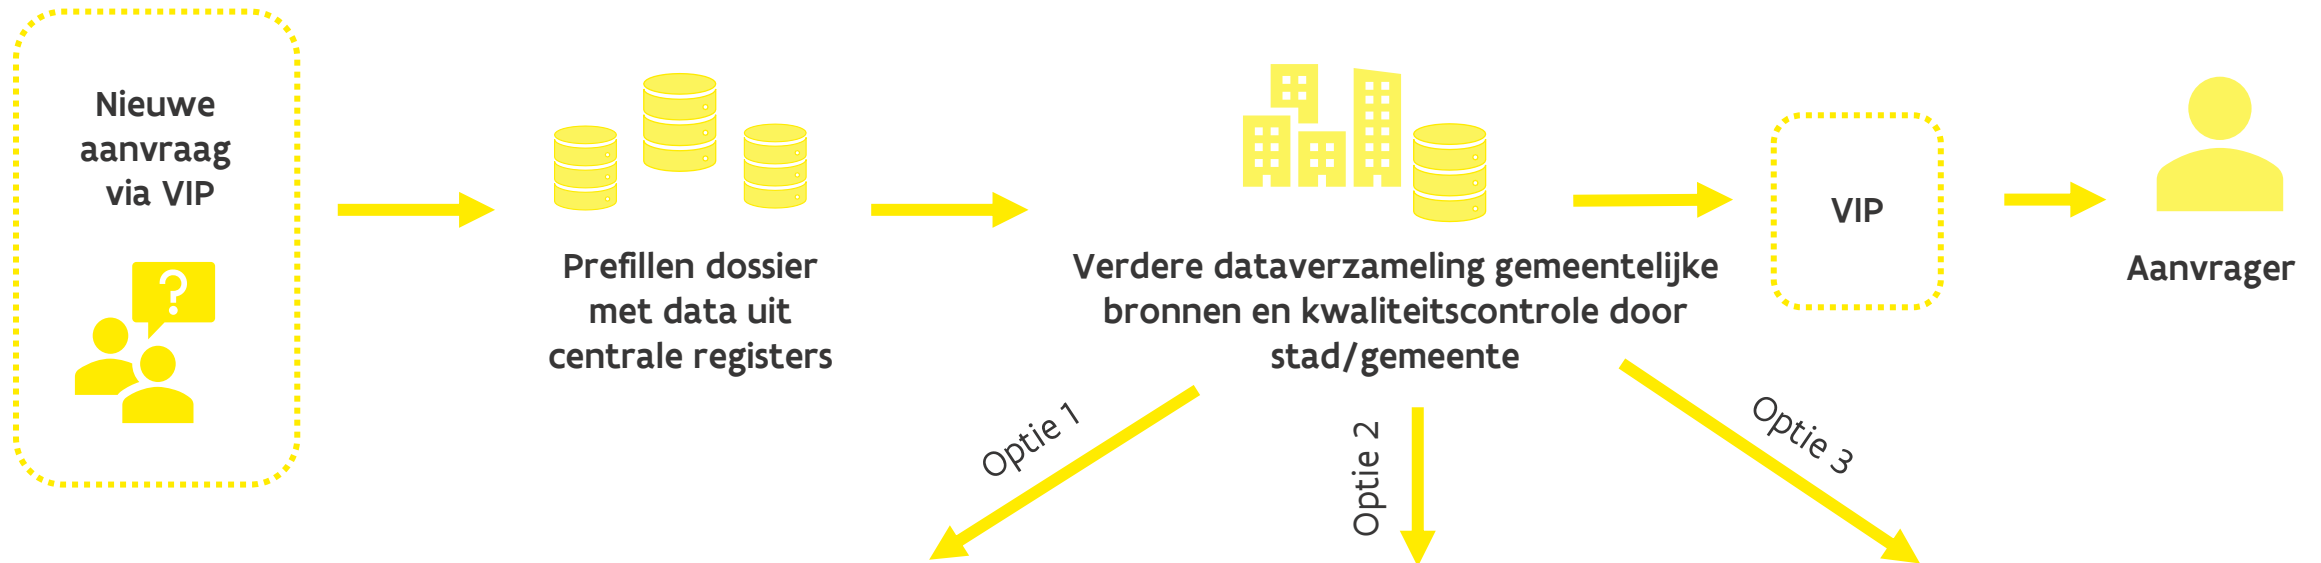 Nieuwe
aanvraag
via VIP
?
Prefillen dossier
met data uit
centrale registers
Verdere dataverzameling gemeentelijke
bronnen en kwaliteitscontrole door
stad/gemeente
VIP
Aanvrager
Optie 1
Optie 2
Optie 3